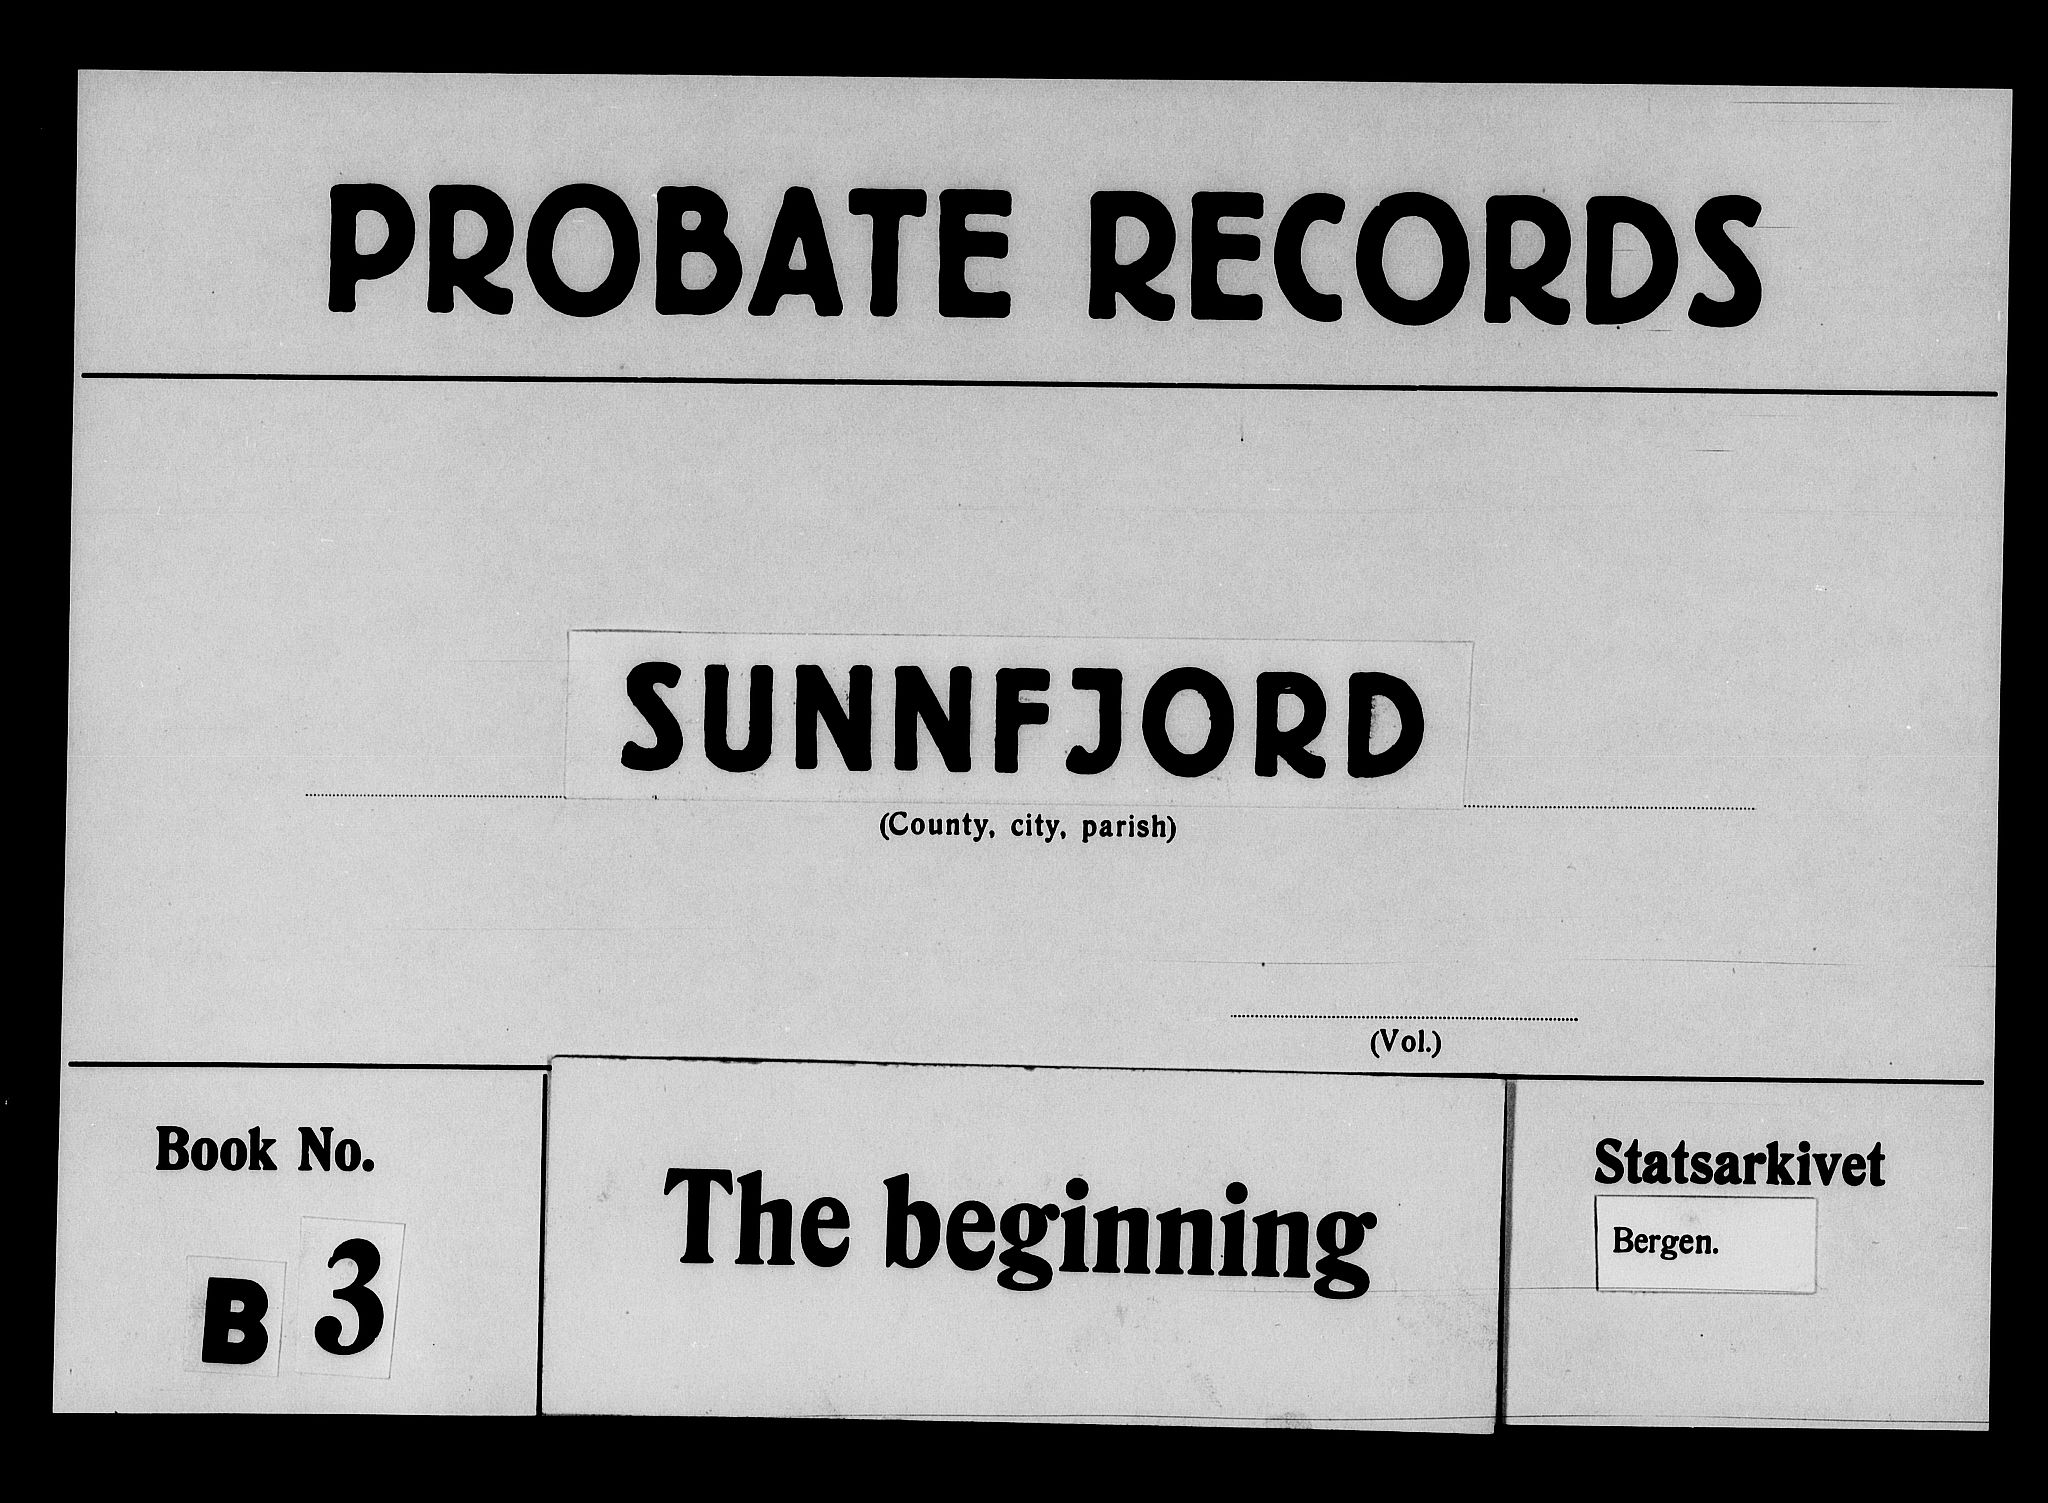 PROBATE RECORDS
SUNNFJORD
(County, city, parish)
(Vol.)
Book No.
B 3
The beginning
Statsarkivet
Bergen.